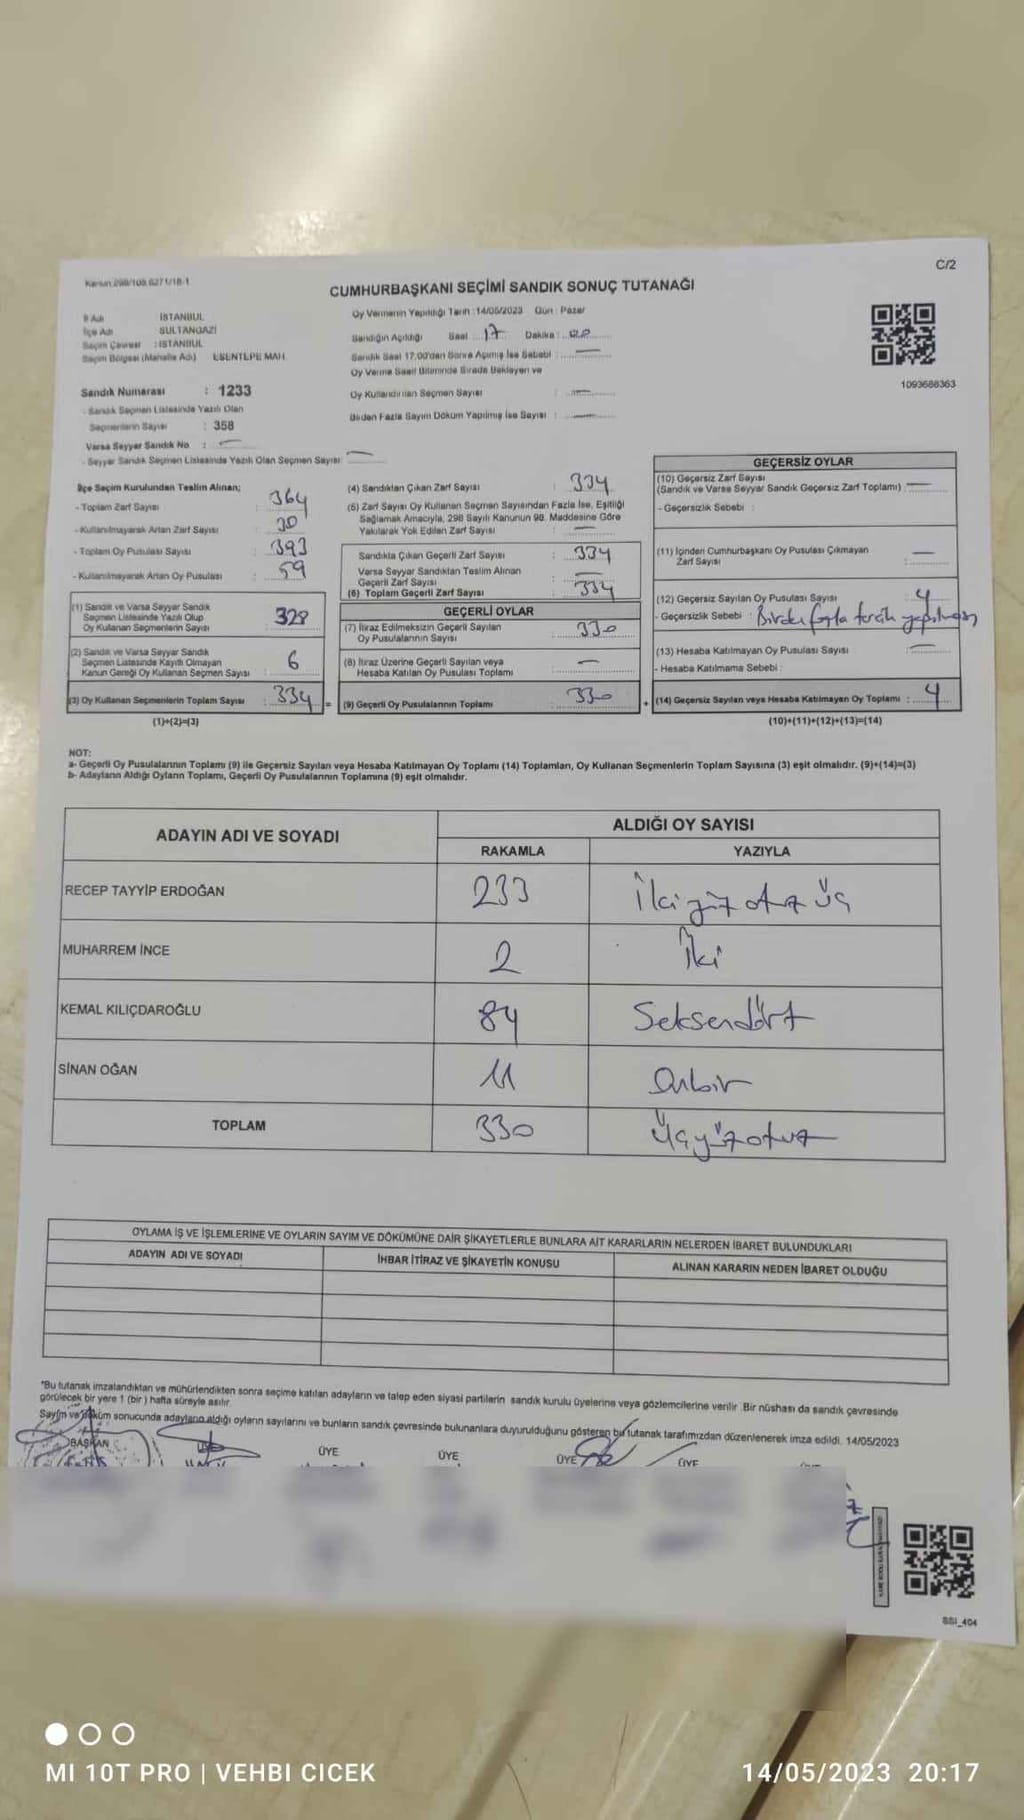 C/2
Kanun:298/105,6271/18-1
CUMHURBAŞKANI SEÇİMİ SANDIK SONUÇ TUTANAĞI
İl Adı İSTANBUL
İlçe Adı SULTANGAZİ
Seçim Çevresi : İSTANBUL
Seçim Bölgesi (Mahalle Adı) ESENTEPE MAH.
Sandık Numarası : 1233
- Sandık Seçmen Listesinde Yazılı Olan
Seçmenlerin Sayısı : 358
Varsa Seyyar Sandık No :
- Seyyar Sandık Seçmen Listesinde Yazılı Olan Seçmen Sayısı
Oy Vermenin Yapıldığı Tarih : 14/05/2023 Gün : Pazar
Sandığın Açıldığı Saat 17 Dakika : 00
Sandık Saat 17.00'den Sonra Açılmış İse Sebebi :
Oy Verme Saati Bitiminde Sırada Bekleyen ve
Oy Kullandırılan Seçmen Sayısı :
Birden Fazla Sayım Döküm Yapılmış İse Sayısı :
1093688363
İlçe Seçim Kurulundan Teslim Alınan;
- Toplam Zarf Sayısı : 364
- Kullanılmayarak Artan Zarf Sayısı : 30
- Toplam Oy Pusulası Sayısı : 393
- Kullanılmayarak Artan Oy Pusulası : 59
(1) Sandık ve Varsa Seyyar Sandık
Seçmen Listesinde Yazılı Olup
Oy Kullanan Seçmenlerin Sayısı 328
(2) Sandık ve Varsa Seyyar Sandık
Seçmen Listesinde Kayıtlı Olmayan
Kanun Gereği Oy Kullanan Seçmen Sayısı 6
(3) Oy Kullanan Seçmenlerin Toplam Sayısı : 334 =
(1)+(2)=(3)
(4) Sandıktan Çıkan Zarf Sayısı : 334
(5) Zarf Sayısı Oy Kullanan Seçmen Sayısından Fazla İse, Eşitliği
Sağlamak Amacıyla, 298 Sayılı Kanunun 98. Maddesine Göre
Yakılarak Yok Edilen Zarf Sayısı :
Sandıkta Çıkan Geçerli Zarf Sayısı : 334
Varsa Seyyar Sandıktan Teslim Alınan
Geçerli Zarf Sayısı :
(6) Toplam Geçerli Zarf Sayısı : 334
GEÇERLİ OYLAR
(7) İtiraz Edilmeksizin Geçerli Sayılan
Oy Pusulalarının Sayısı : 330
(8) İtiraz Üzerine Geçerli Sayılan veya
Hesaba Katılan Oy Pusulası Toplamı :
(9) Geçerli Oy Pusulalarının Toplamı : 330 +
GEÇERSİZ OYLAR
(10) Geçersiz Zarf Sayısı
(Sandık ve Varsa Seyyar Sandık Geçersiz Zarf Toplamı) :
- Geçersizlik Sebebi :
(11) İçinden Cumhurbaşkanı Oy Pusulası Çıkmayan
Zarf Sayısı :
(12) Geçersiz Sayılan Oy Pusulası Sayısı : 4
- Geçersizlik Sebebi : Birden fazla tercih yapılması
(13) Hesaba Katılmayan Oy Pusulası Sayısı :
- Hesaba Katılmama Sebebi :
(14) Geçersiz Sayılan veya Hesaba Katılmayan Oy Toplamı : 4
(10)+(11)+(12)+(13)=(14)
NOT:
a- Geçerli Oy Pusulalarının Toplamı (9) ile Geçersiz Sayılan veya Hesaba Katılmayan Oy Toplamı (14) Toplamları, Oy Kullanan Seçmenlerin Toplam Sayısına (3) eşit olmalıdır. (9)+(14)=(3)
b- Adayların Aldığı Oyların Toplamı, Geçerli Oy Pusulalarının Toplamına (9) eşit olmalıdır.
ADAYIN ADI VE SOYADI ALDIĞI OY SAYISI
RAKAMLA YAZIYLA
RECEP TAYYİP ERDOĞAN 233 İkiyüz otuz üç
MUHARREM İNCE 2 İki
KEMAL KILIÇDAROĞLU 84 Seksendört
SİNAN OĞAN 11 Onbir
TOPLAM 330 Üçyüzotuz
OYLAMA İŞ VE İŞLEMLERİNE VE OYLARIN SAYIM VE DÖKÜMÜNE DAİR ŞİKAYETLERLE BUNLARA AİT KARARLARIN NELERDEN İBARET BULUNDUKLARI
ADAYIN ADI VE SOYADI İHBAR İTİRAZ VE ŞİKAYETİN KONUSU ALINAN KARARIN NEDEN İBARET OLDUĞU
*Bu tutanak imzalandıktan ve mühürlendikten sonra seçime katılan adayların ve talep eden siyasi partilerin sandık kurulu üyelerine veya gözlemcilerine verilir. Bir nüshası da sandık çevresinde
görülecek bir yere 1 (bir) hafta süreyle asılır.
Sayım ve döküm sonucunda adayların aldığı oyların sayılarını ve bunların sandık çevresinde bulunanlara duyurulduğunu gösteren bu tutanak tarafımızdan düzenlenerek imza edildi. 14/05/2023
BAŞKAN ÜYE ÜYE ÜYE ÜYE ÜYE
SSI_404
MI 10T PRO | VEHBI CICEK
14/05/2023 20:17